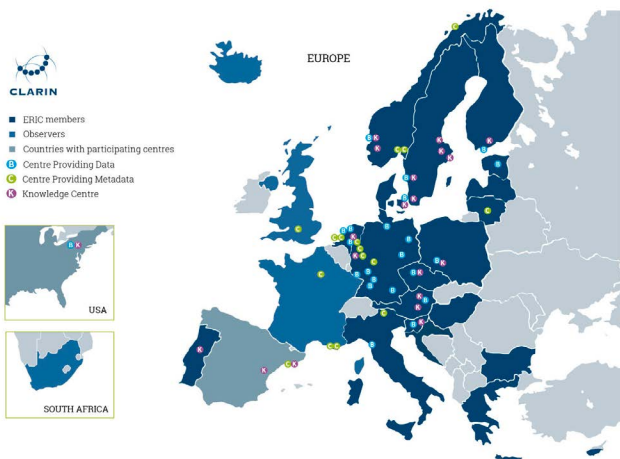 EUROPE
CLARIN
ERIC members
Observers
Countries with participating centres
B Centre Providing Data
C Centre Providing Metadata
K Knowledge Centre
B K
USA
SOUTH AFRICA
C
B K
K
C C
K
K
K
K
B
B
B K
B K
K
C
C
C
K
K
C K
C C
B
C
B K
B K
K
B
K
B K